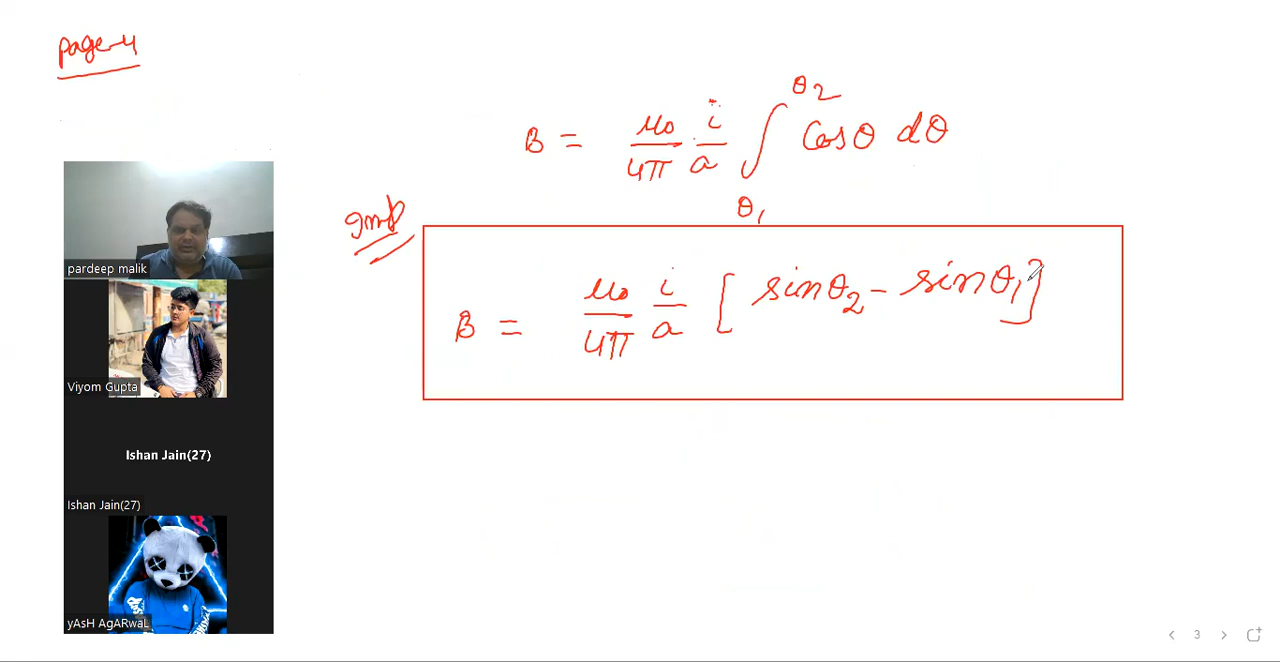 page-4
B = μ0/4π i/a ∫ θ1 θ2 cosθ dθ
Imp
B = μ0/4π i/a [ sinθ2 - sinθ1 ]
pardeep malik
Viyom Gupta
Ishan Jain(27)
Ishan Jain(27)
yAsH AgARwaL
< 3 >